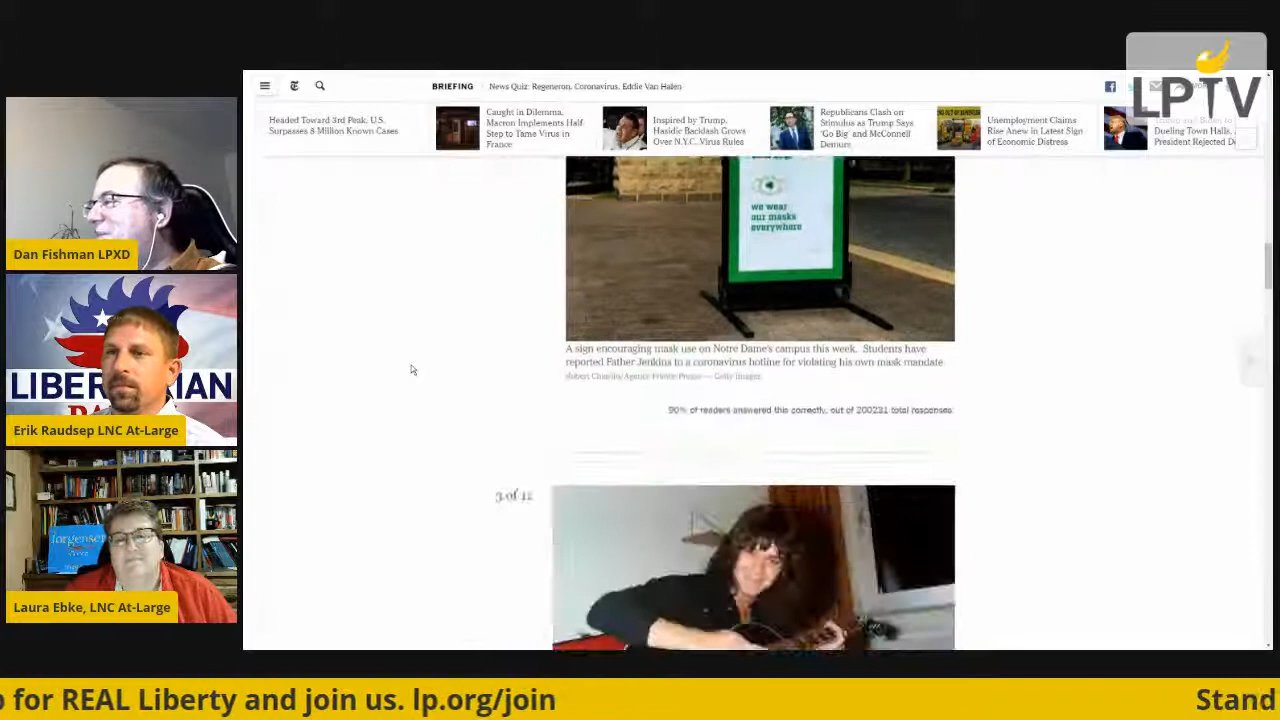 LPTV
BRIEFING
News Quiz: Regeneron, Coronavirus, Eddie Van Halen
Headed Toward 3rd Peak, U.S.
Surpasses 8 Million Known Cases
Caught in Dilemma,
Macron Implements Half-
Step to Tame Virus in
France
Inspired by Trump,
Hasidic Backlash Grows
Over N.Y.C. Virus Rules
Republicans Clash on
Stimulus as Trump Says
'Go Big' and McConnell
Demurs
Unemployment Claims
Rise Anew in Latest Sign
of Economic Distress
Dueling Town Halls,
President Rejected De
we wear
our masks
everywhere
A sign encouraging mask use on Notre Dame's campus this week. Students have
reported Father Jenkins to a coronavirus hotline for violating his own mask mandate
90% of readers answered this correctly, out of 200231 total responses.
3 of 12
Dan Fishman LPXD
LIBER IAN
Erik Raudsep LNC At-Large
Jorgensen
Laura Ebke, LNC At-Large
p for REAL Liberty and join us. lp.org/join
Stand